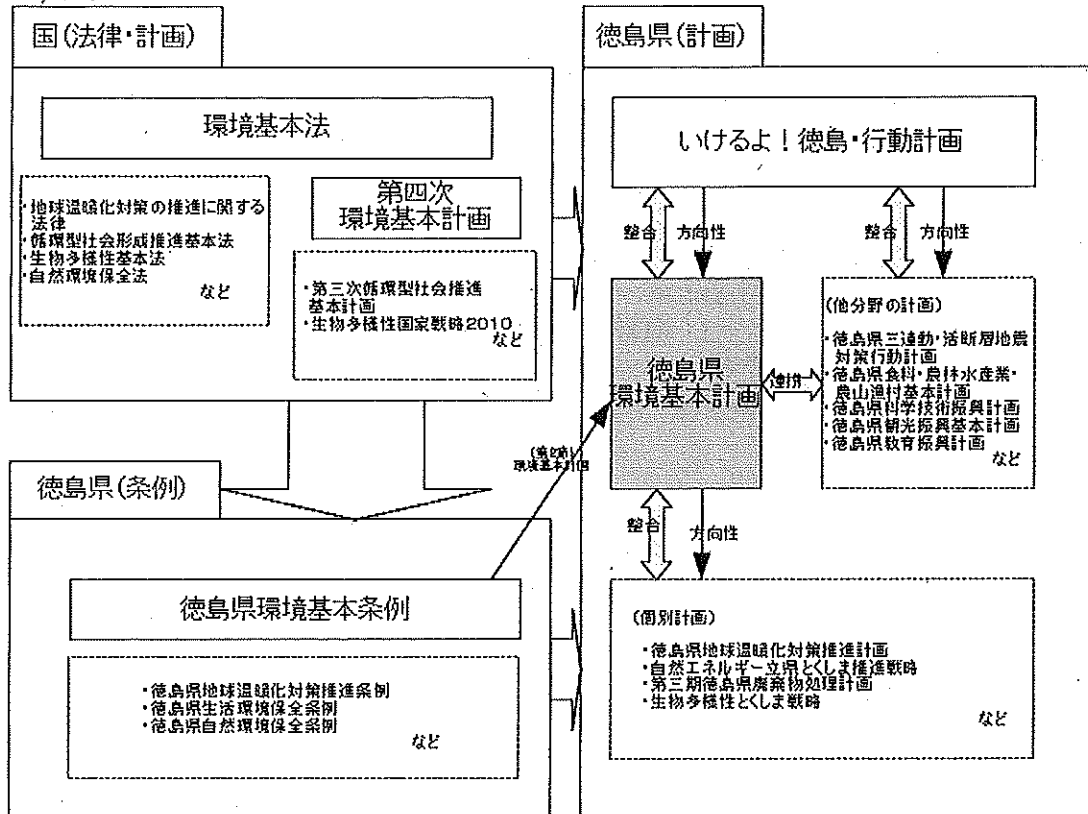 国(法律・計画)
環境基本法
・地球温暖化対策の推進に関する
法律
・循環型社会形成推進基本法
・生物多様性基本法
・自然環境保全法
など
第四次
環境基本計画
・第三次循環型社会推進
基本計画
・生物多様性国家戦略2010
など
徳島県(条例)
徳島県環境基本条例
・徳島県地球温暖化対策推進条例
・徳島県生活環境保全条例
・徳島県自然環境保全条例
など
環境基本計画
徳島県(計画)
いけるよ!徳島・行動計画
整合
方向性
整合
方向性
徳島県
環境基本計画
連携
(他分野の計画)
・徳島県三連動・活断層地震
対策行動計画
・徳島県食料・農林水産業・
農山漁村基本計画
・徳島県科学技術振興計画
・徳島県観光振興基本計画
・徳島県教育振興計画
など
整合
方向性
(個別計画)
・徳島県地球温暖化対策推進計画
・自然エネルギー立県とくしま推進戦略
・第三期徳島県廃棄物処理計画
・生物多様性とくしま戦略
など